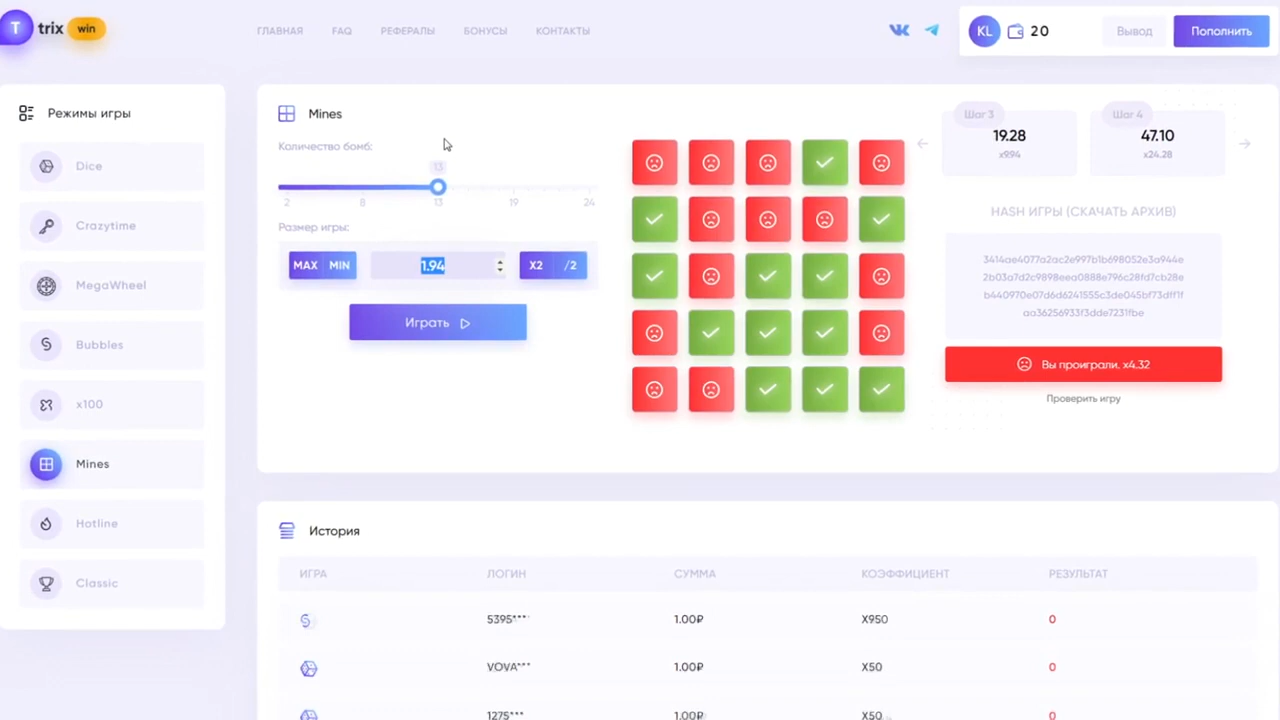 T trix win
ГЛАВНАЯ FAQ РЕФЕРАЛЫ БОНУСЫ КОНТАКТЫ
KL 20 Вывод Пополнить
Режимы игры
Dice
Crazytime
MegaWheel
Bubbles
x100
Mines
Hotline
Classic
Mines
Количество бомб:
13
2 8 13 19 24
Размер игры:
MAX MIN 1.94 X2 /2
Играть
Шаг 3
19.28
x9.94
Шаг 4
47.10
x24.28
HASH ИГРЫ (СКАЧАТЬ АРХИВ)
3414ae4077a2ac2e997b1b698052e3a944e
2b03a7d2c9898eea0888e796c28fd7cb28e
b440970e07d6d6241555c3de045bf73dff1f
aa36256933f3dde7231fbe
Вы проиграли, x4.32
Проверить игру
История
ИГРА ЛОГИН СУММА КОЭФФИЦИЕНТ РЕЗУЛЬТАТ
5395*** 1.00₽ X950 0
VOVA*** 1.00₽ X50 0
1275*** 1.00₽ X50 0